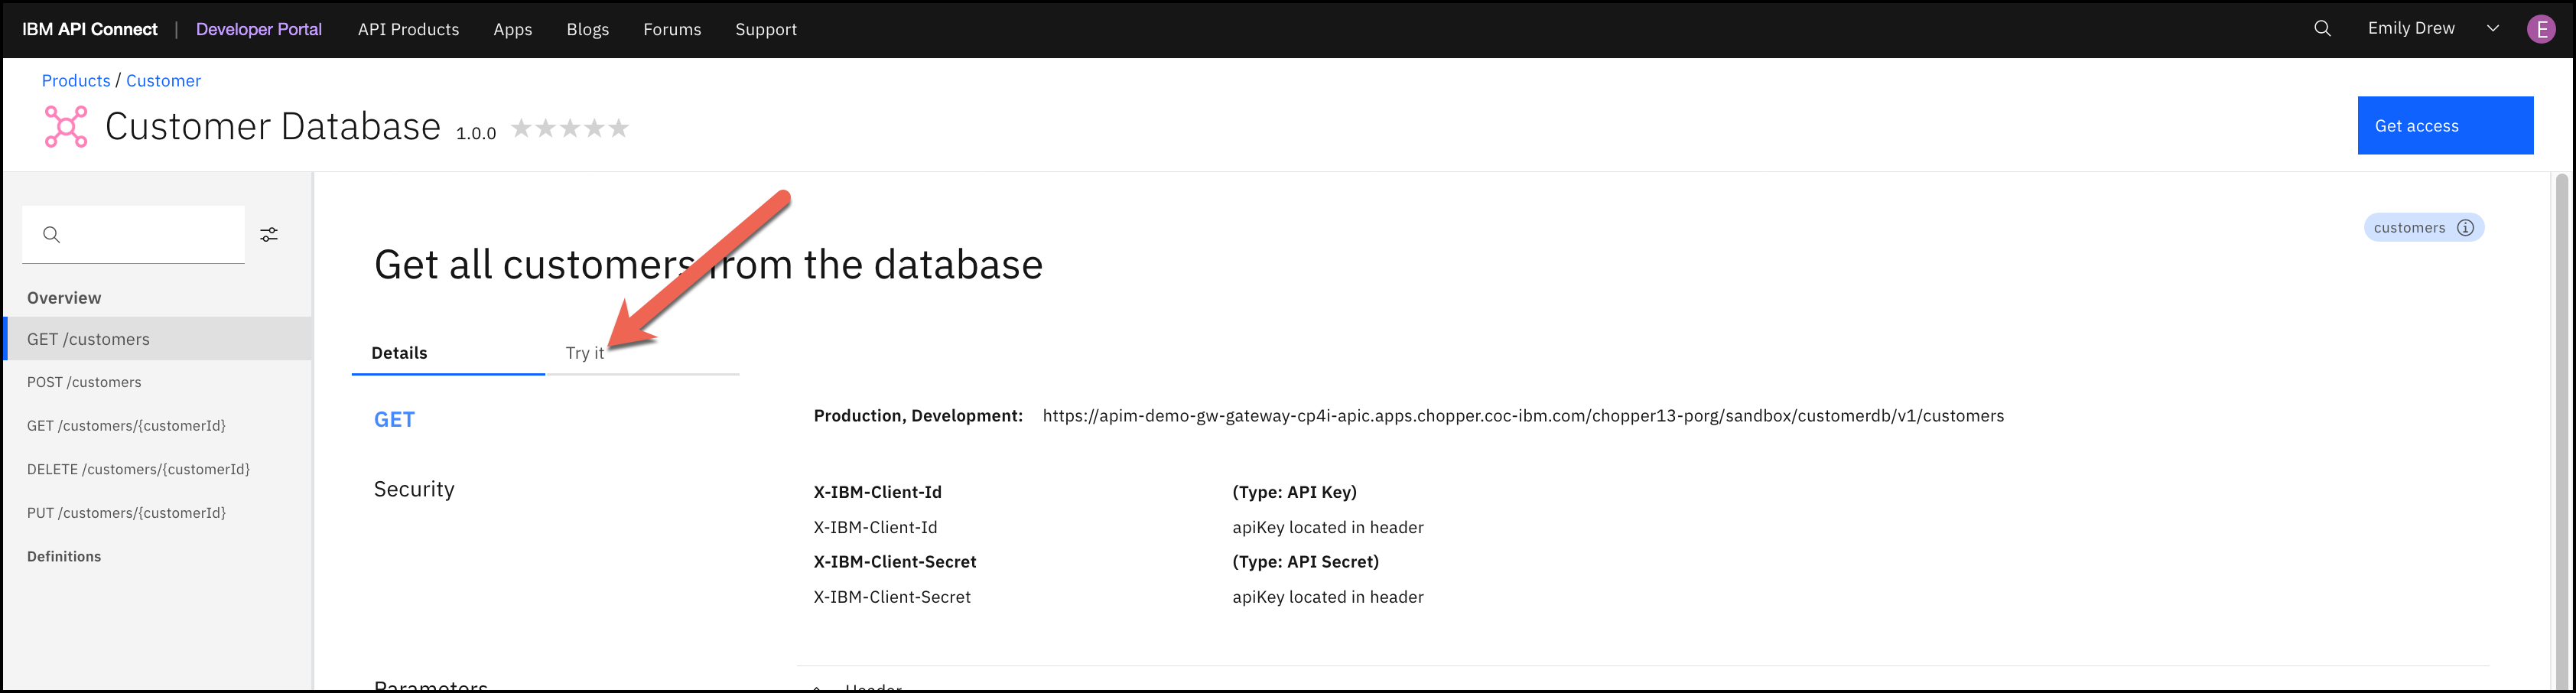 IBM API Connect | Developer Portal API Products Apps Blogs Forums Support Emily Drew E
Products / Customer
Customer Database 1.0.0
Get access
customers
Get all customers from the database
Overview
GET /customers
Details Try it
POST /customers
GET Production, Development: https://apim-demo-gw-gateway-cp4i-apic.apps.chopper.coc-ibm.com/chopper13-porg/sandbox/customerdb/v1/customers
GET /customers/{customerId}
DELETE /customers/{customerId}
Security X-IBM-Client-Id (Type: API Key)
PUT /customers/{customerId}
X-IBM-Client-Id apiKey located in header
Definitions
X-IBM-Client-Secret (Type: API Secret)
X-IBM-Client-Secret apiKey located in header
Parameters Header